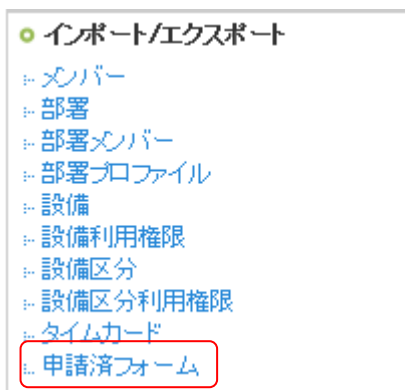 インポート/エクスポート
メンバー
部署
部署メンバー
部署プロファイル
設備
設備利用権限
設備区分
設備区分利用権限
タイムカード
申請済フォーム